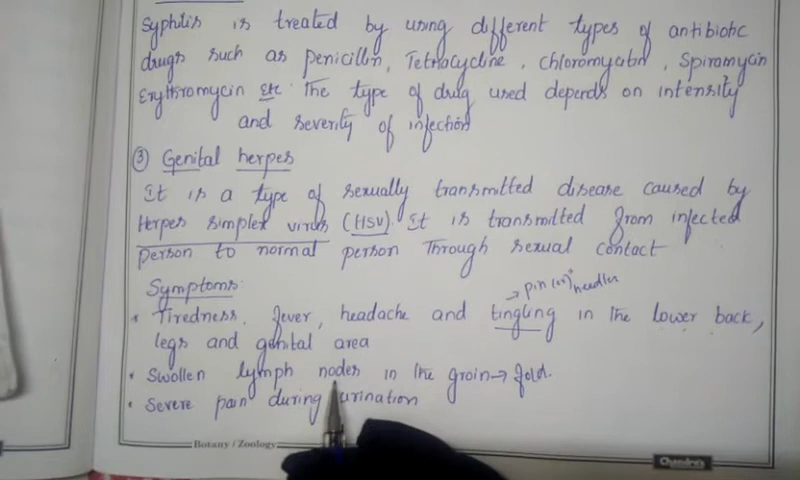 Syphilis is treated by using different types of antibiotic
drugs such as penicillin, Tetracycline, chloromycetin, Spiramycin
Erythromycin Etc. The type of drug used depends on intensity
and severity of infection
③ Genital herpes
It is a type of sexually transmitted disease caused by
Herpes simplex virus (HSV). It is transmitted from infected
person to normal person Through sexual contact
Symptoms:
→ pin (or) needles
* Tiredness, fever, headache and tingling in the lower back,
legs and genital area
• Swollen lymph nodes in the groin → fold.
• Severe pain during urination
Botany / Zoology
Chandra's